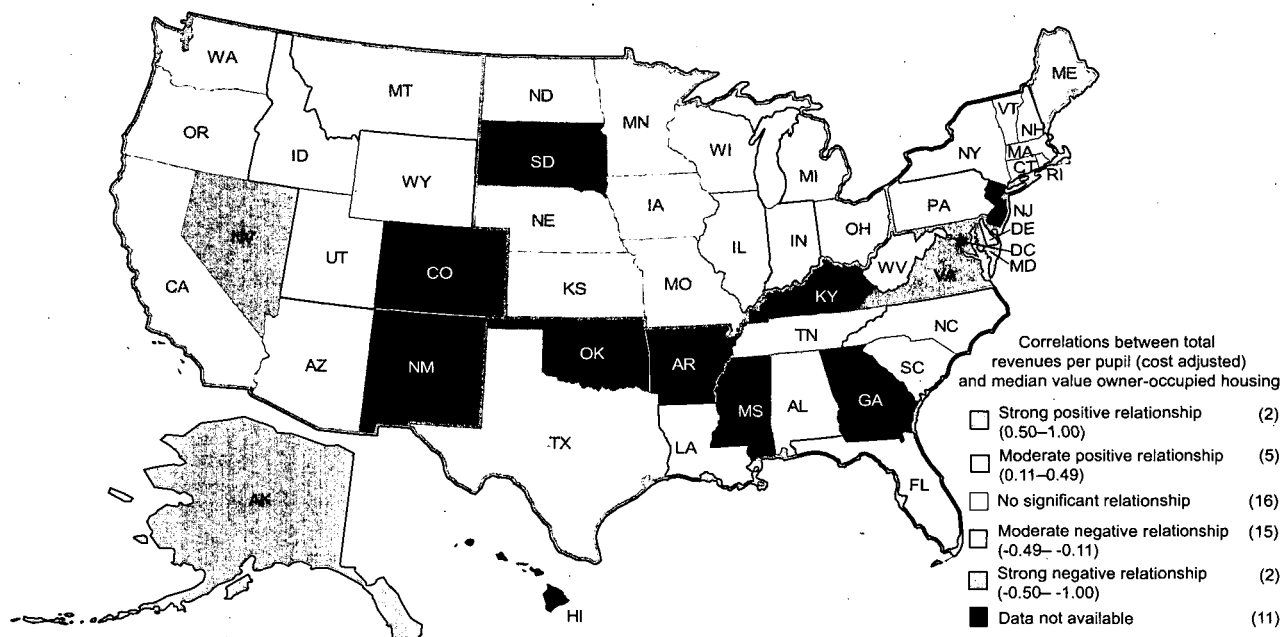 WA
MT
ND
MN
ME
VT
NH
OR
ID
SD
WI
NY
MA
CT
RI
WY
MI
IA
PA
NJ
NE
OH
DE
NV
UT
CO
IL
IN
WV
VA
DC
MD
CA
KS
MO
KY
NC
TN
OK
AZ
NM
AR
SC
MS
AL
GA
TX
LA
FL
AK
HI
Correlations between total
revenues per pupil (cost adjusted)
and median value owner-occupied housing
Strong positive relationship (2)
(0.50–1.00)
Moderate positive relationship (5)
(0.11–0.49)
No significant relationship (16)
Moderate negative relationship (15)
(-0.49– -0.11)
Strong negative relationship (2)
(-0.50– -1.00)
Data not available (11)